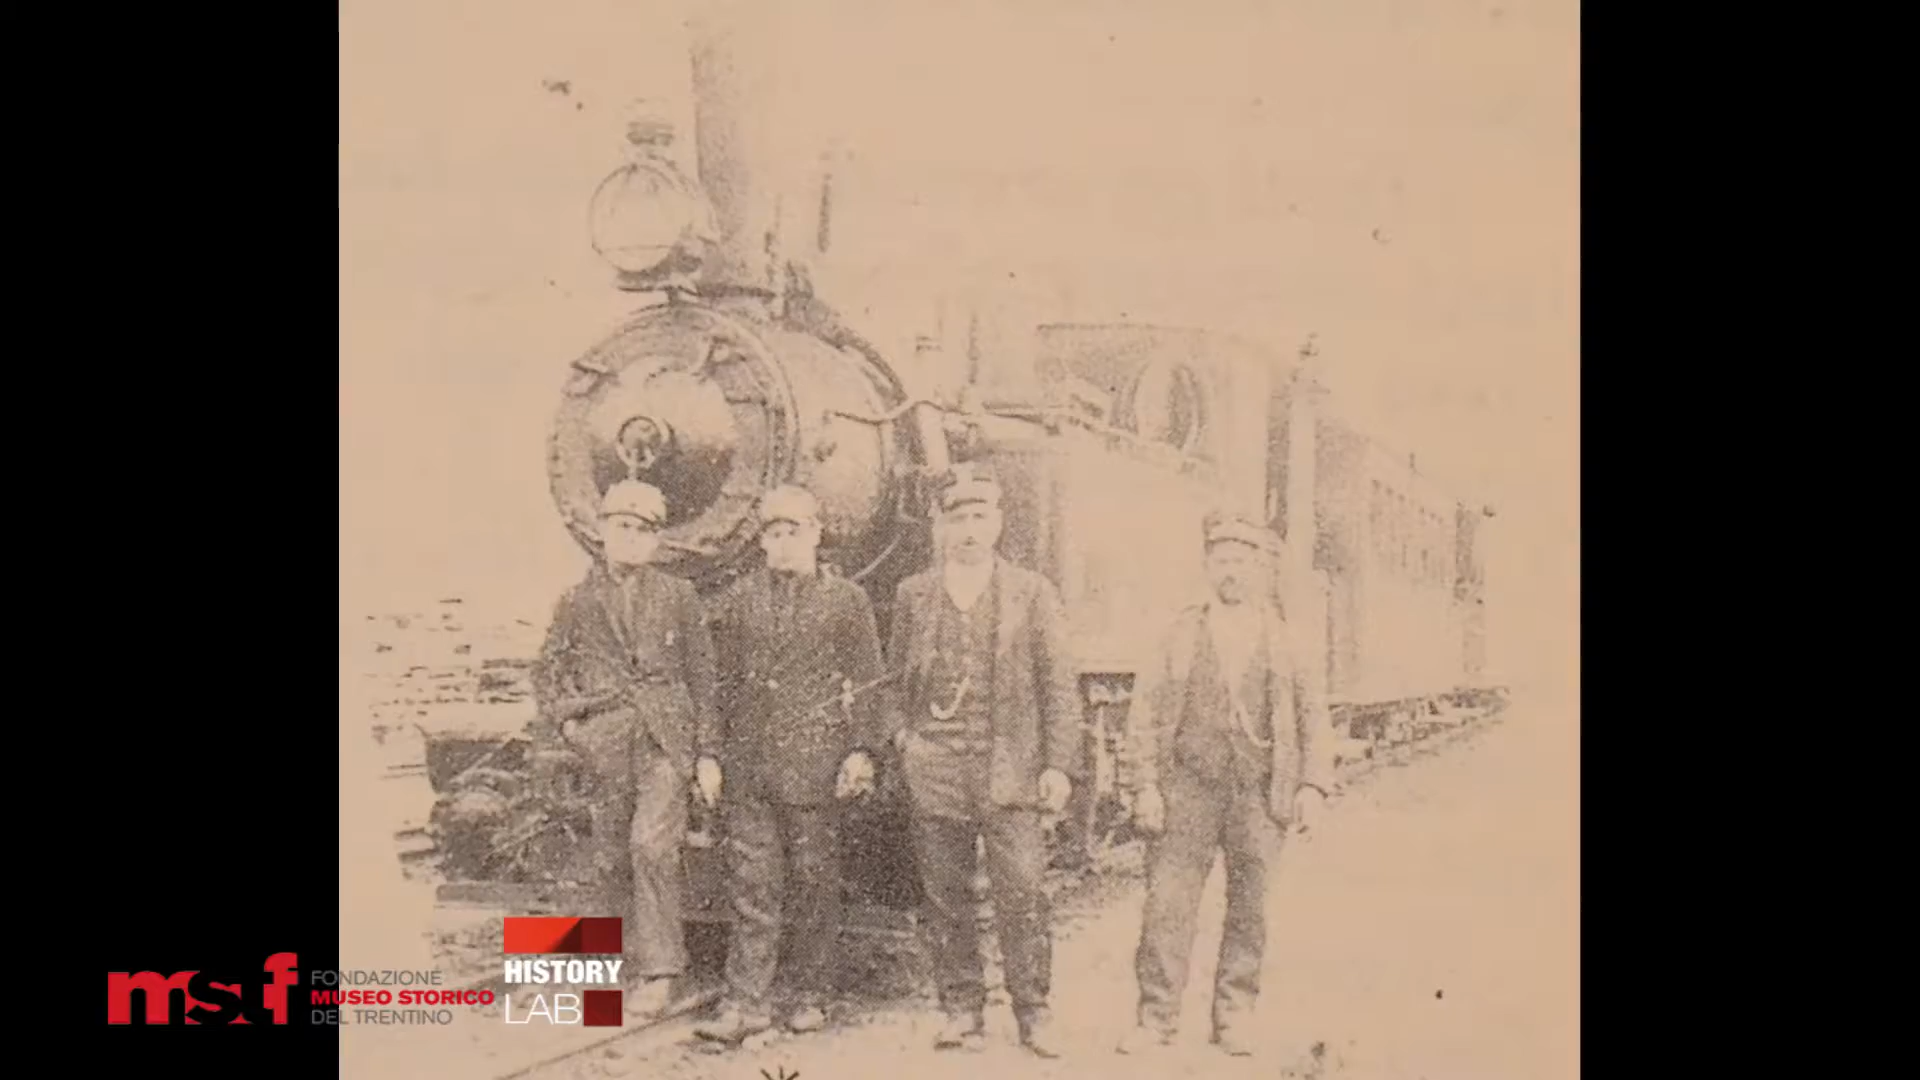 msf
FONDAZIONE
MUSEO STORICO
DEL TRENTINO
HISTORY
LAB